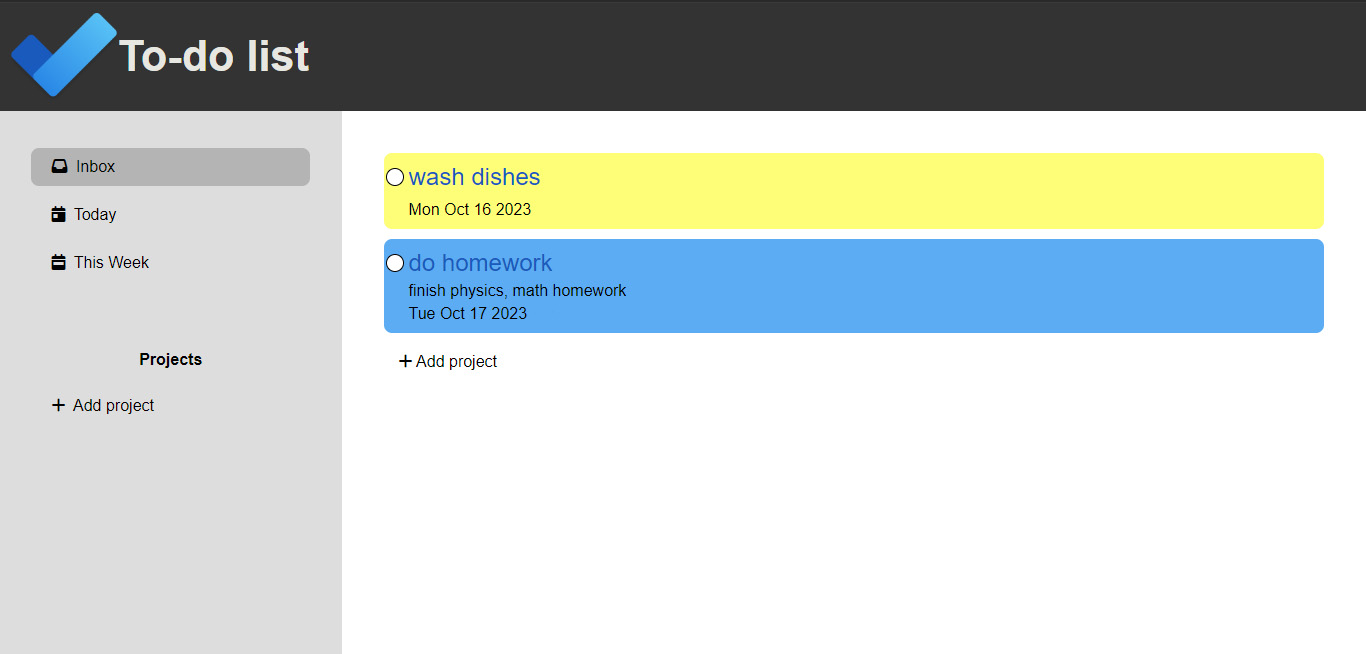 To-do list
Inbox
Today
This Week
Projects
Add project
wash dishes
Mon Oct 16 2023
do homework
finish physics, math homework
Tue Oct 17 2023
Add project